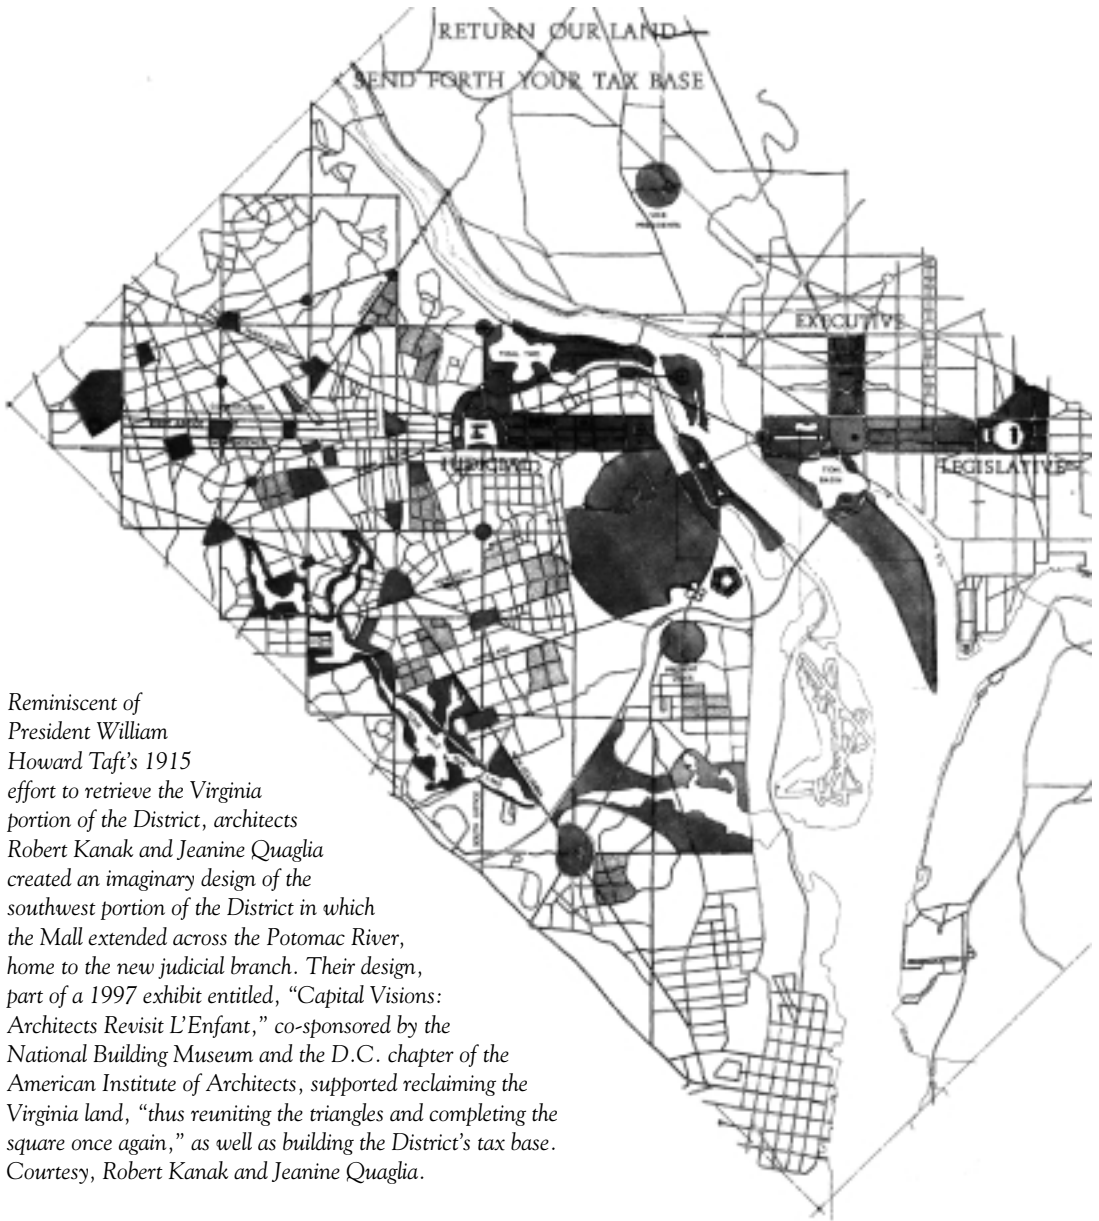 RETURN OUR LAND
SEND FORTH YOUR TAX BASE
VICE
PRESIDENTS
EXECUTIVE
TIDAL
BASIN
JUDICIAL
LEGISLATIVE
Reminiscent of
President William
Howard Taft's 1915
effort to retrieve the Virginia
portion of the District, architects
Robert Kanak and Jeanine Quaglia
created an imaginary design of the
southwest portion of the District in which
the Mall extended across the Potomac River,
home to the new judicial branch. Their design,
part of a 1997 exhibit entitled, “Capital Visions:
Architects Revisit L'Enfant,” co-sponsored by the
National Building Museum and the D.C. chapter of the
American Institute of Architects, supported reclaiming the
Virginia land, “thus reuniting the triangles and completing the
square once again,” as well as building the District's tax base.
Courtesy, Robert Kanak and Jeanine Quaglia.